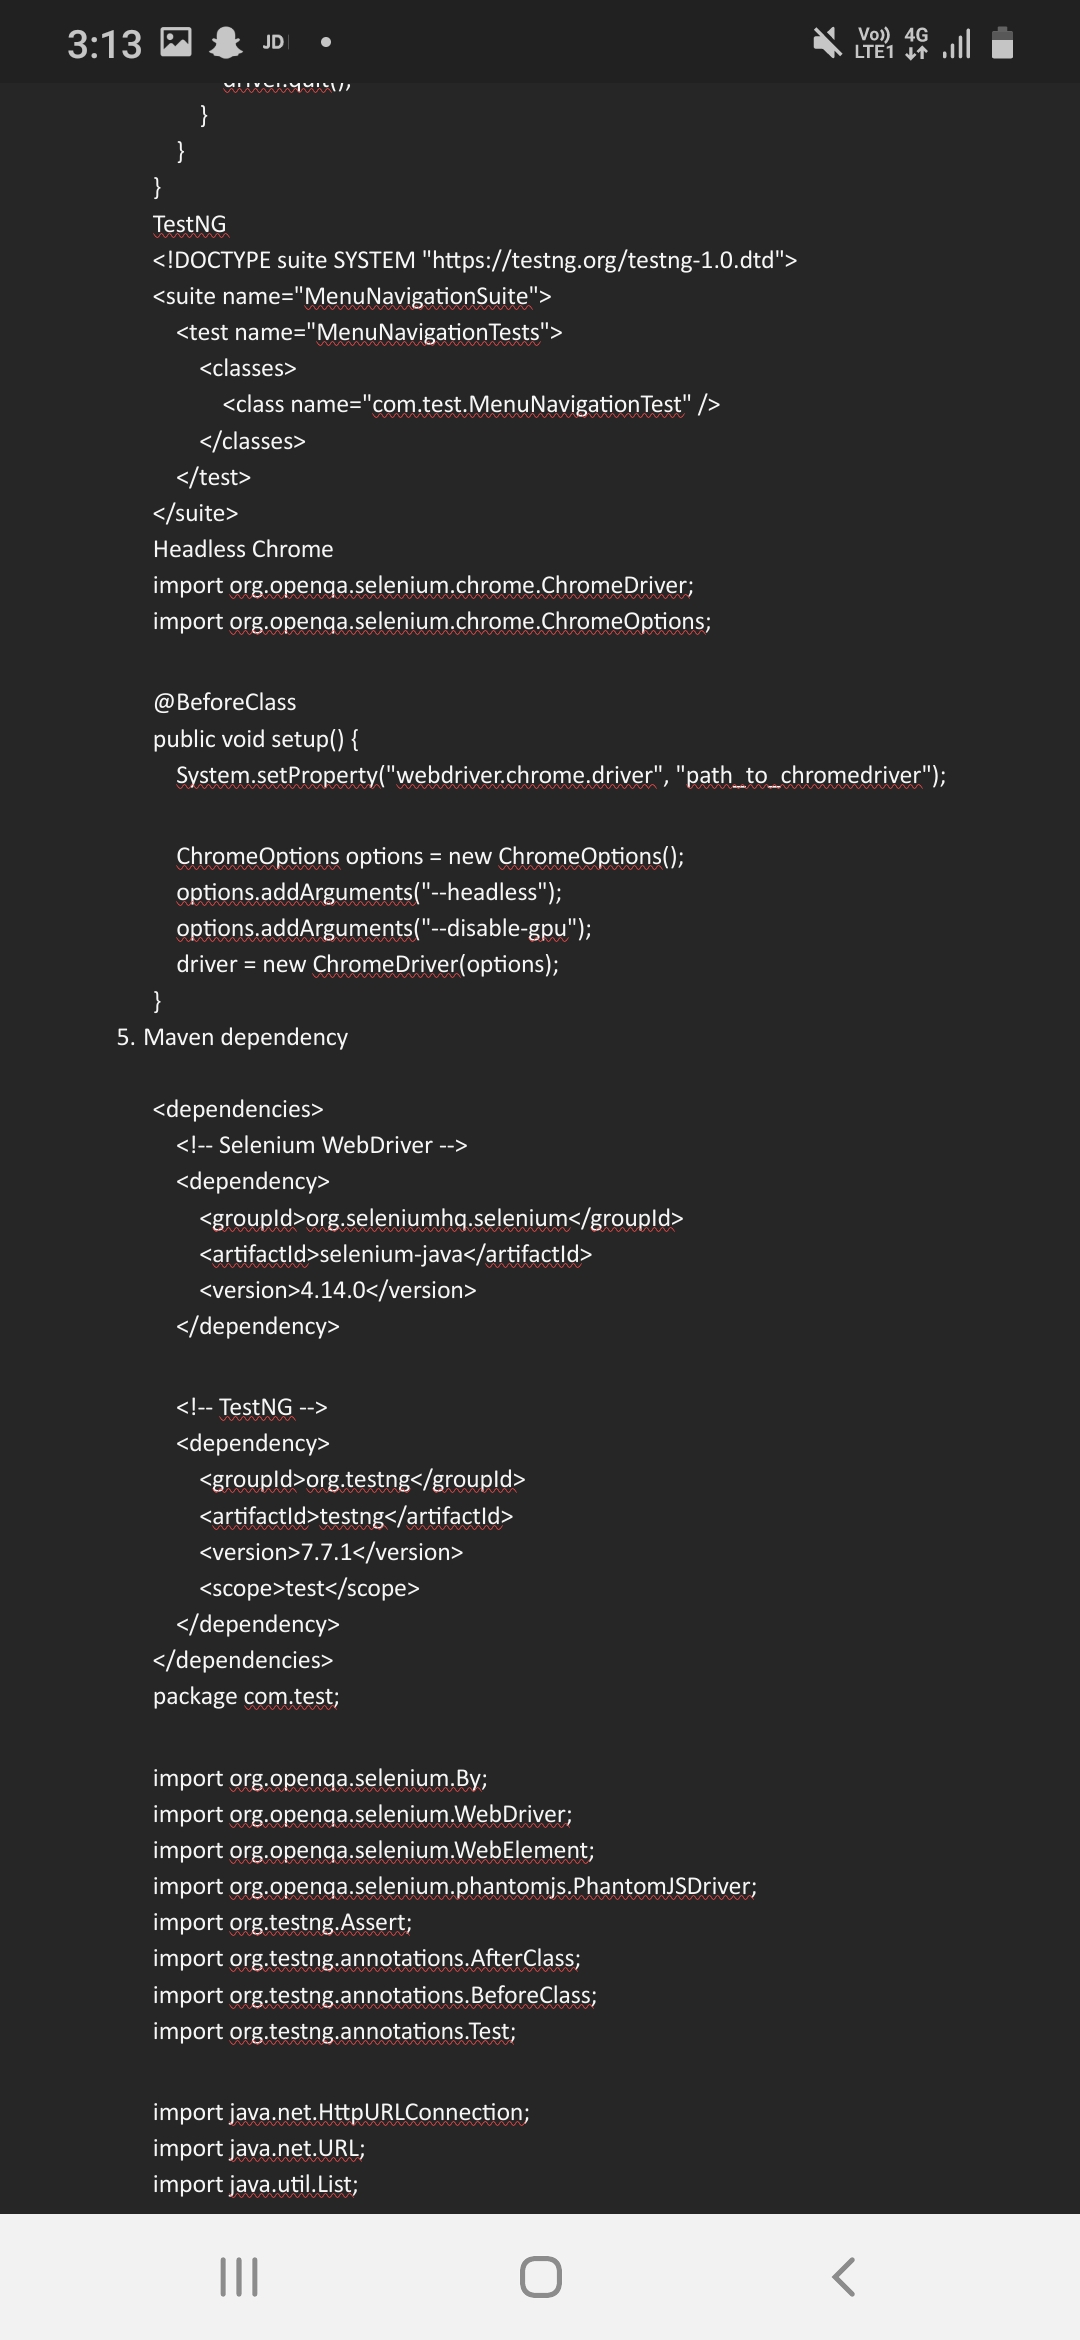 3:13 JD
Vo)) 4G
LTE1
driver.quit();
}
}
}
TestNG
<!DOCTYPE suite SYSTEM "https://testng.org/testng-1.0.dtd">
<suite name="MenuNavigationSuite">
<test name="MenuNavigationTests">
<classes>
<class name="com.test.MenuNavigationTest" />
</classes>
</test>
</suite>
Headless Chrome
import org.openqa.selenium.chrome.ChromeDriver;
import org.openqa.selenium.chrome.ChromeOptions;
@BeforeClass
public void setup() {
System.setProperty("webdriver.chrome.driver", "path_to_chromedriver");
ChromeOptions options = new ChromeOptions();
options.addArguments("--headless");
options.addArguments("--disable-gpu");
driver = new ChromeDriver(options);
}
5. Maven dependency
<dependencies>
<!-- Selenium WebDriver -->
<dependency>
<groupId>org.seleniumhq.selenium</groupId>
<artifactId>selenium-java</artifactId>
<version>4.14.0</version>
</dependency>
<!-- TestNG -->
<dependency>
<groupId>org.testng</groupId>
<artifactId>testng</artifactId>
<version>7.7.1</version>
<scope>test</scope>
</dependency>
</dependencies>
package com.test;
import org.openqa.selenium.By;
import org.openqa.selenium.WebDriver;
import org.openqa.selenium.WebElement;
import org.openqa.selenium.phantomjs.PhantomJSDriver;
import org.testng.Assert;
import org.testng.annotations.AfterClass;
import org.testng.annotations.BeforeClass;
import org.testng.annotations.Test;
import java.net.HttpURLConnection;
import java.net.URL;
import java.util.List;